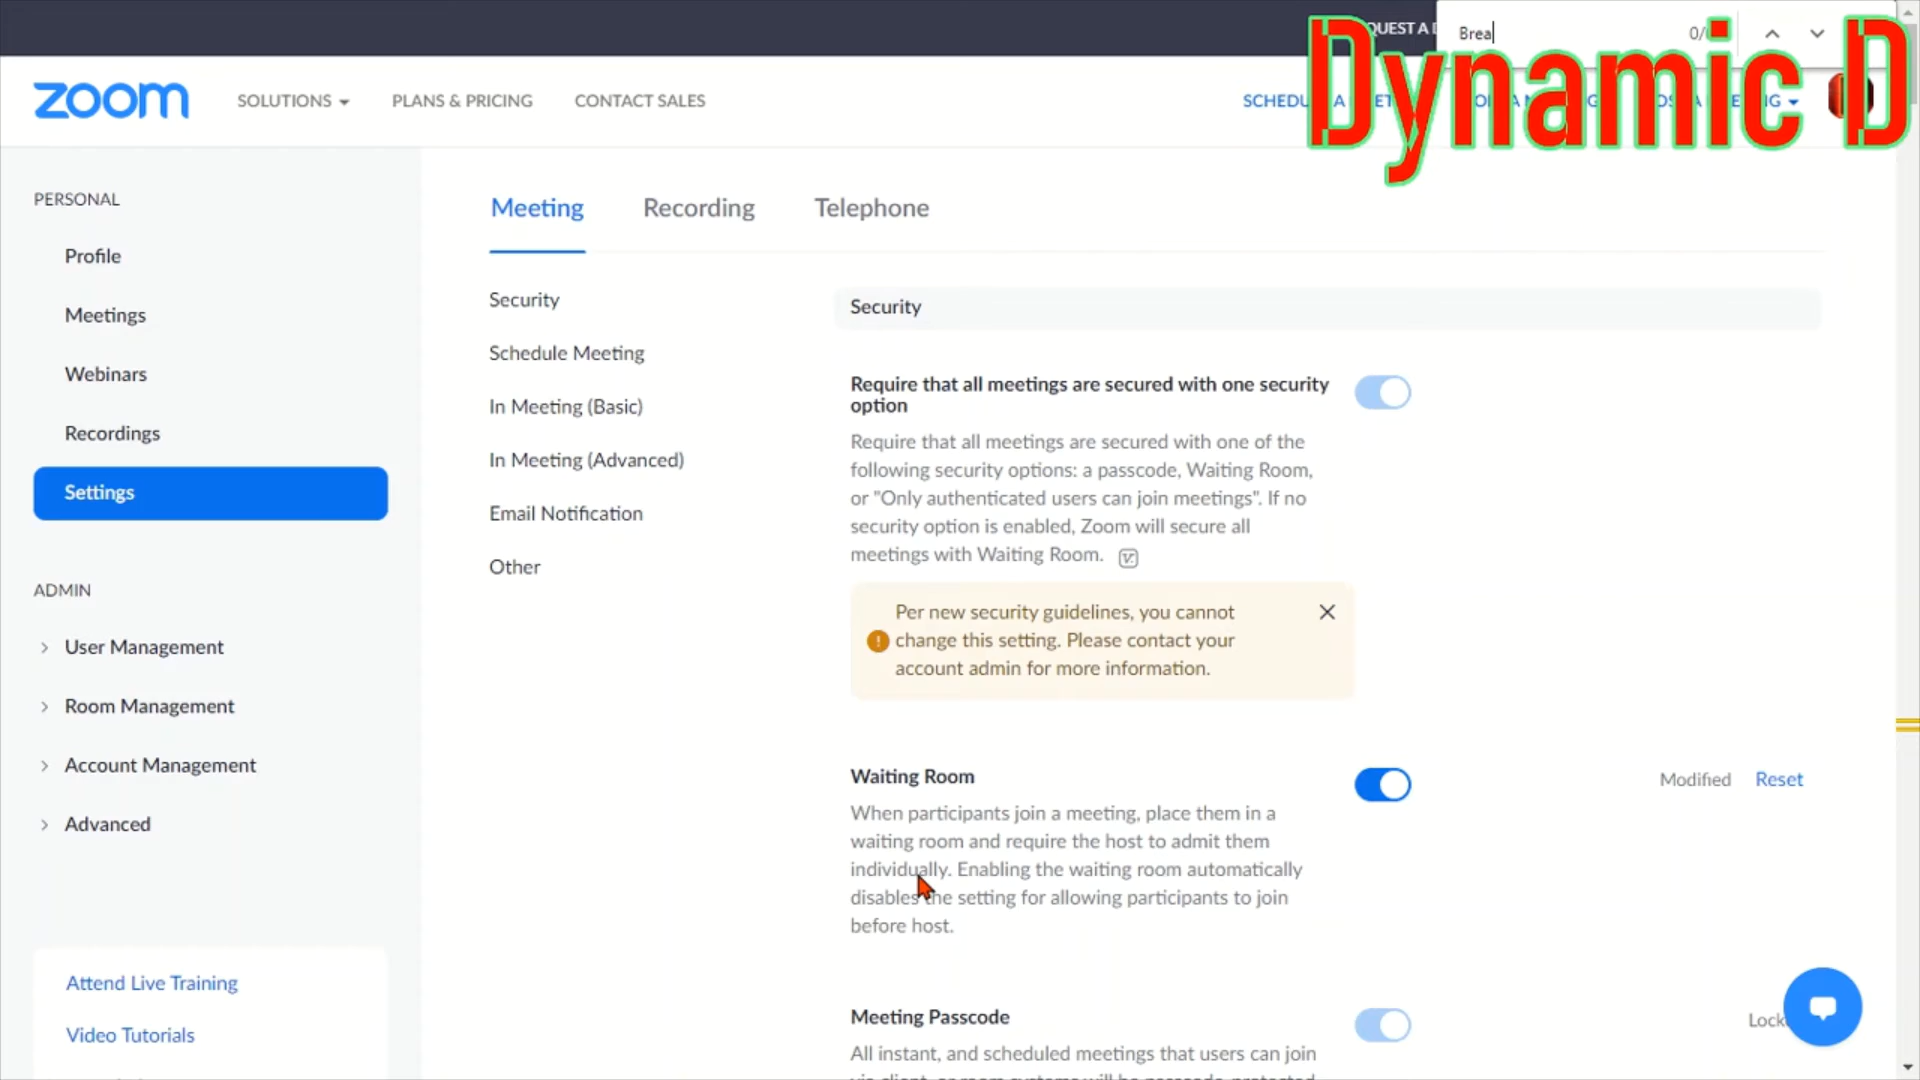 Brea
0/
Dynamic D
zoom
SOLUTIONS
PLANS & PRICING
CONTACT SALES
PERSONAL
Profile
Meetings
Webinars
Recordings
Settings
ADMIN
User Management
Room Management
Account Management
Advanced
Attend Live Training
Video Tutorials
Meeting
Recording
Telephone
Security
Schedule Meeting
In Meeting (Basic)
In Meeting (Advanced)
Email Notification
Other
Security
Require that all meetings are secured with one security
option
Require that all meetings are secured with one of the
following security options: a passcode, Waiting Room,
or "Only authenticated users can join meetings". If no
security option is enabled, Zoom will secure all
meetings with Waiting Room.
Per new security guidelines, you cannot
change this setting. Please contact your
account admin for more information.
Waiting Room
Modified
Reset
When participants join a meeting, place them in a
waiting room and require the host to admit them
individually. Enabling the waiting room automatically
disables the setting for allowing participants to join
before host.
Meeting Passcode
All instant, and scheduled meetings that users can join